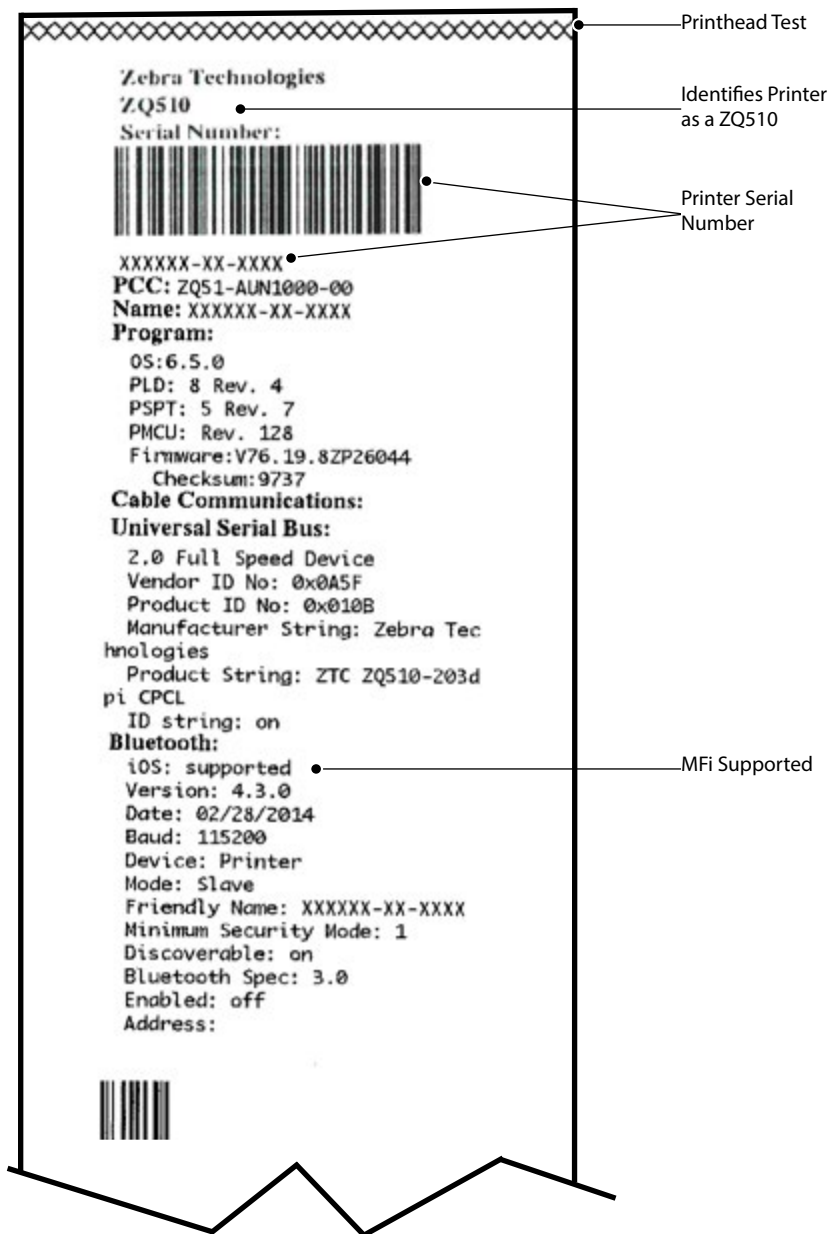 Printhead Test
Zebra Technologies
ZQ510
Identifies Printer
as a ZQ510
Serial Number:
Printer Serial
Number
XXXXXX-XX-XXXX
PCC: ZQ51-AUN1000-00
Name: XXXXXX-XX-XXXX
Program:
OS:6.5.0
PLD: 8 Rev. 4
PSPT: 5 Rev. 7
PMCU: Rev. 128
Firmware:V76.19.8ZP26044
Checksum:9737
Cable Communications:
Universal Serial Bus:
2.0 Full Speed Device
Vendor ID No: 0x0A5F
Product ID No: 0x010B
Manufacturer String: Zebra Tec
hnologies
Product String: ZTC ZQ510-203d
pi CPCL
ID string: on
Bluetooth:
iOS: supported
MFi Supported
Version: 4.3.0
Date: 02/28/2014
Baud: 115200
Device: Printer
Mode: Slave
Friendly Name: XXXXXX-XX-XXXX
Minimum Security Mode: 1
Discoverable: on
Bluetooth Spec: 3.0
Enabled: off
Address: